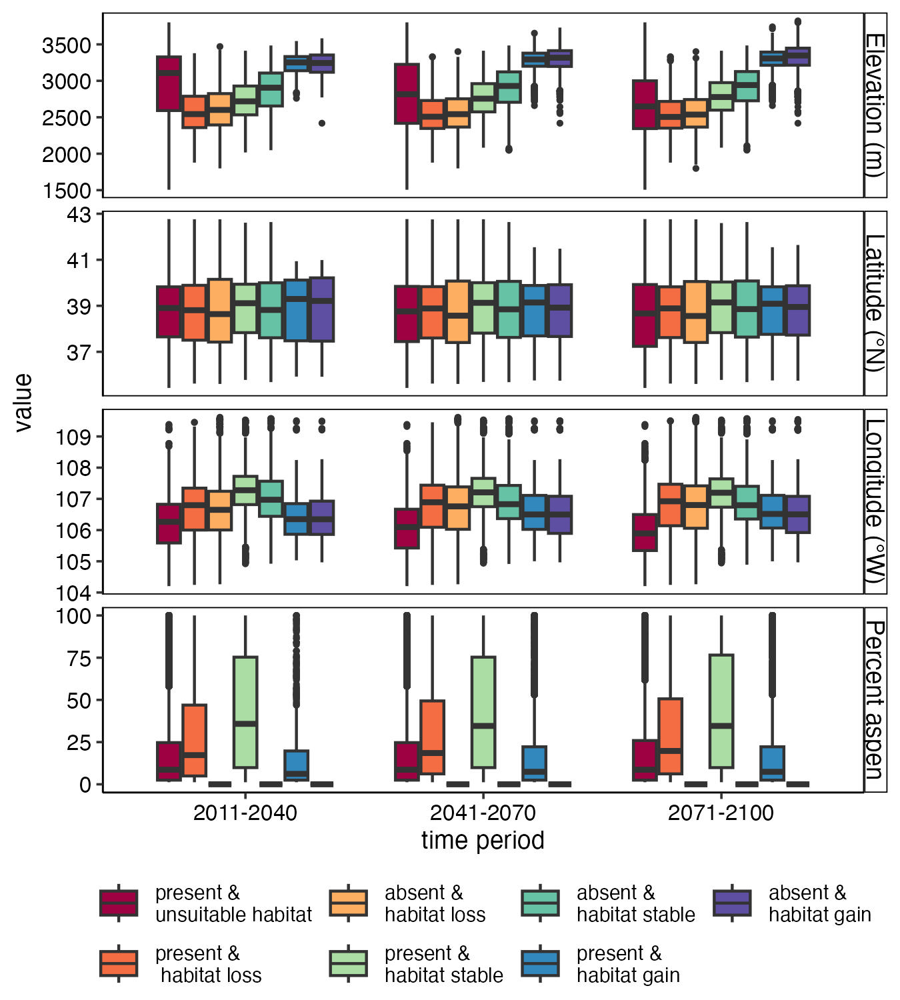 3500
3000
2500
2000
1500
Elevation (m)
43
41
39
37
Latitude (°N)
value
109
108
107
106
105
104
Longitude (°W)
100
75
50
25
0
Percent aspen
2011-2040
2041-2070
2071-2100
time period
present &
unsuitable habitat
absent &
habitat loss
absent &
habitat stable
absent &
habitat gain
present &
habitat loss
present &
habitat stable
present &
habitat gain